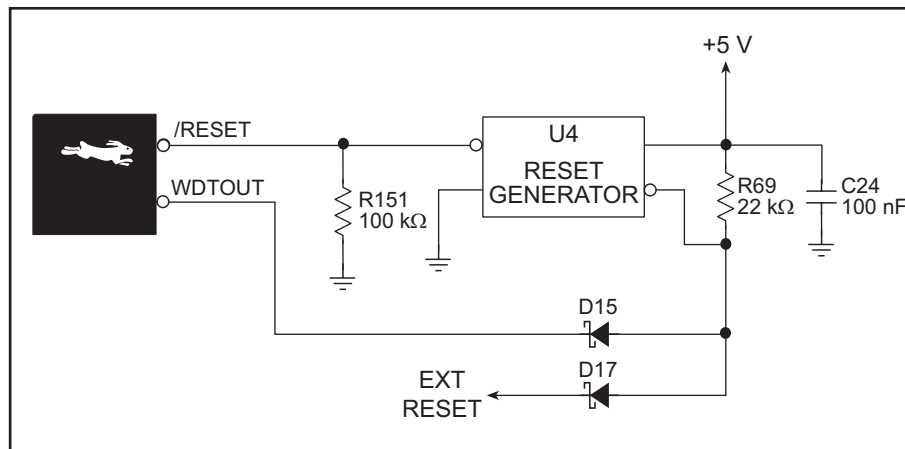 +5 V
/RESET
WDTOUT
U4
RESET
GENERATOR
R151
100 kΩ
R69
22 kΩ
C24
100 nF
D15
D17
EXT
RESET